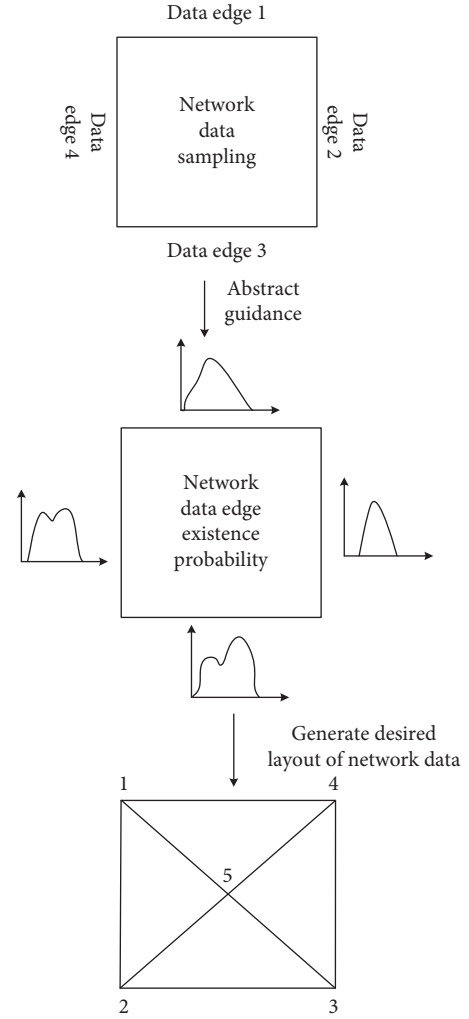 Data edge 1
Network
data
sampling
Data
edge 4
Data
edge 2
Data edge 3
Abstract
guidance
Network
data edge
existence
probability
Generate desired
layout of network data
1
4
5
2
3